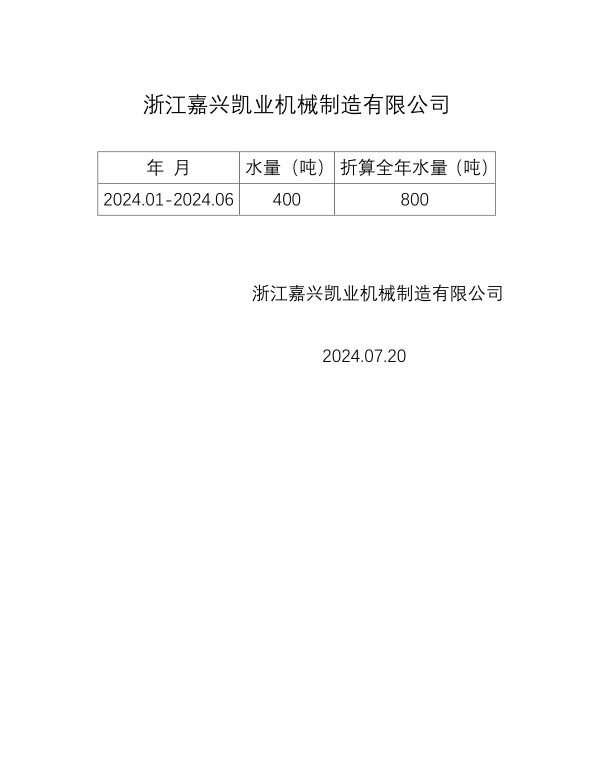 浙江嘉兴凯业机械制造有限公司
年 月 水量（吨） 折算全年水量（吨）
2024.01-2024.06 400 800
浙江嘉兴凯业机械制造有限公司
2024.07.20